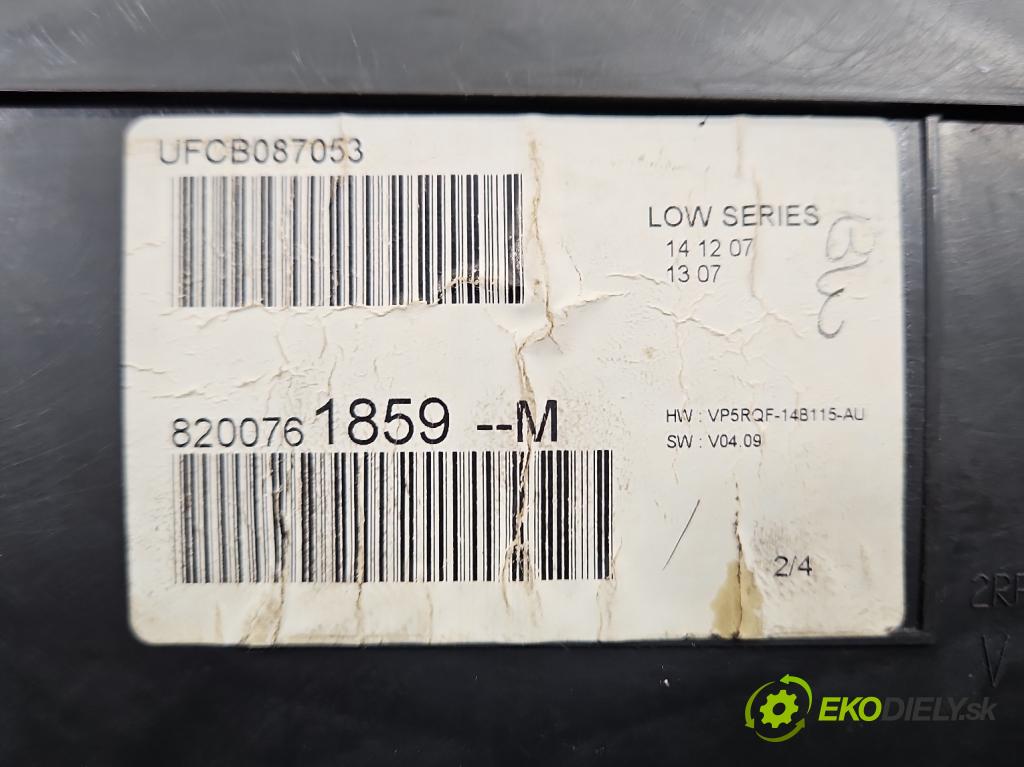 UFCB087053
LOW SERIES
14 12 07
13 07
8200761859 --M
HW : VP5RQF-14B115-AU
SW : V04.09
2/4
EKODIELY.sk